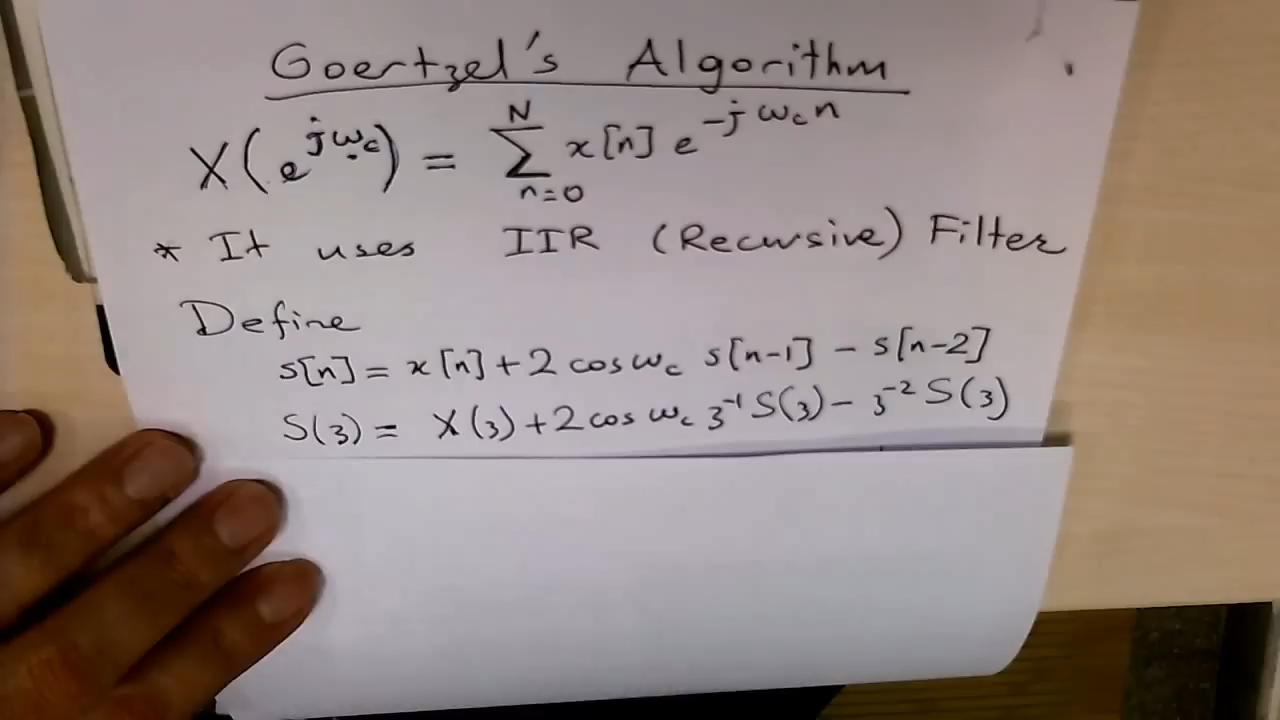 Goertzel's Algorithm
X(e^{jω_c}) = \sum_{n=0}^{N} x[n] e^{-jω_c n}
* It uses IIR (Recursive) Filter
Define
s[n] = x[n] + 2 cos ω_c s[n-1] - s[n-2]
S(z) = X(z) + 2 cos ω_c z^{-1} S(z) - z^{-2} S(z)